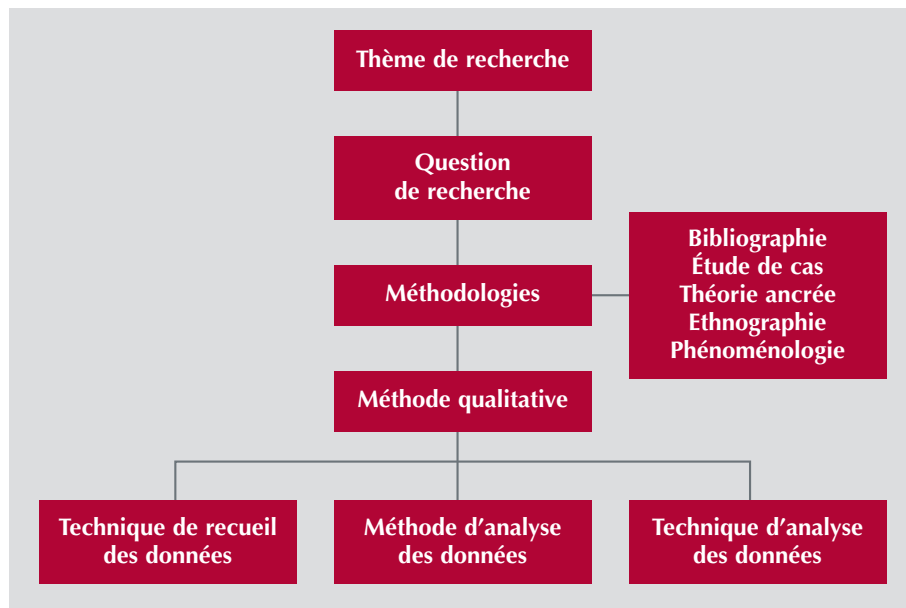 Thème de recherche
Question
de recherche
Méthodologies
Bibliographie
Étude de cas
Théorie ancrée
Ethnographie
Phénoménologie
Méthode qualitative
Technique de recueil
des données
Méthode d'analyse
des données
Technique d'analyse
des données